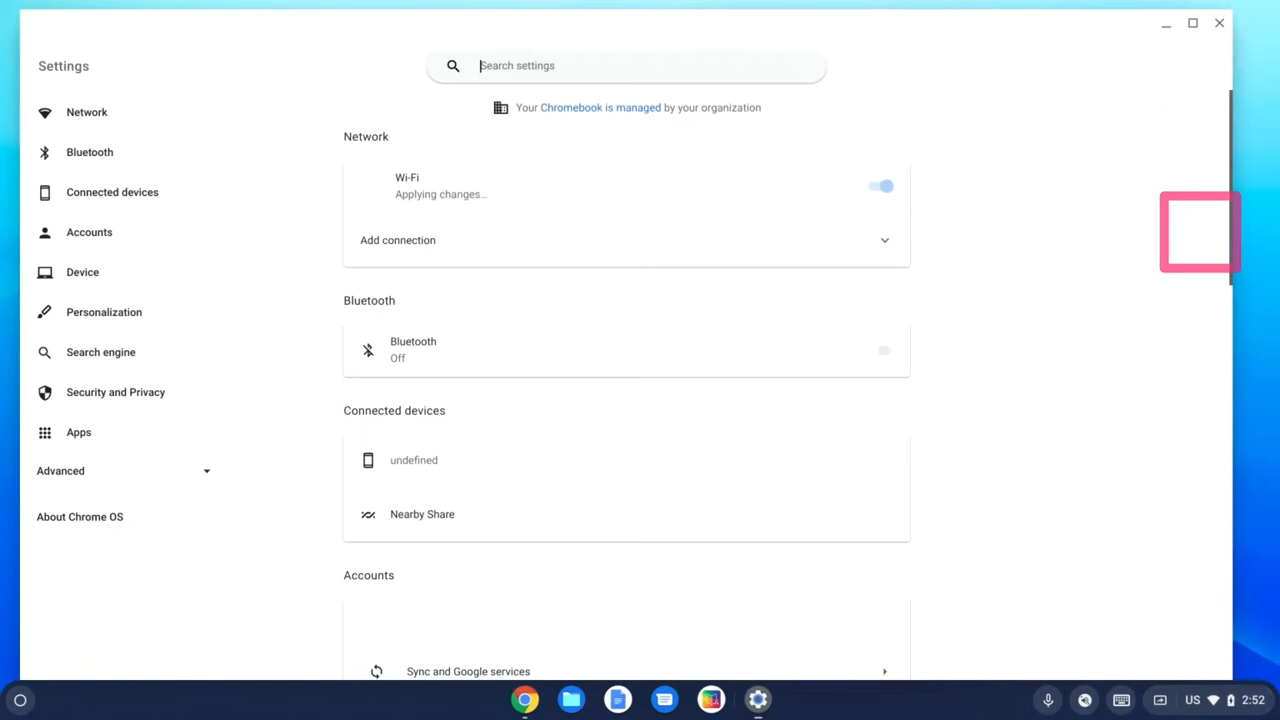 Settings
Search settings
Your Chromebook is managed by your organization
Network
Bluetooth
Connected devices
Accounts
Device
Personalization
Search engine
Security and Privacy
Apps
Advanced
About Chrome OS
Network
Wi-Fi
Applying changes...
Add connection
Bluetooth
Bluetooth
Off
Connected devices
undefined
Nearby Share
Accounts
Sync and Google services
US 2:52